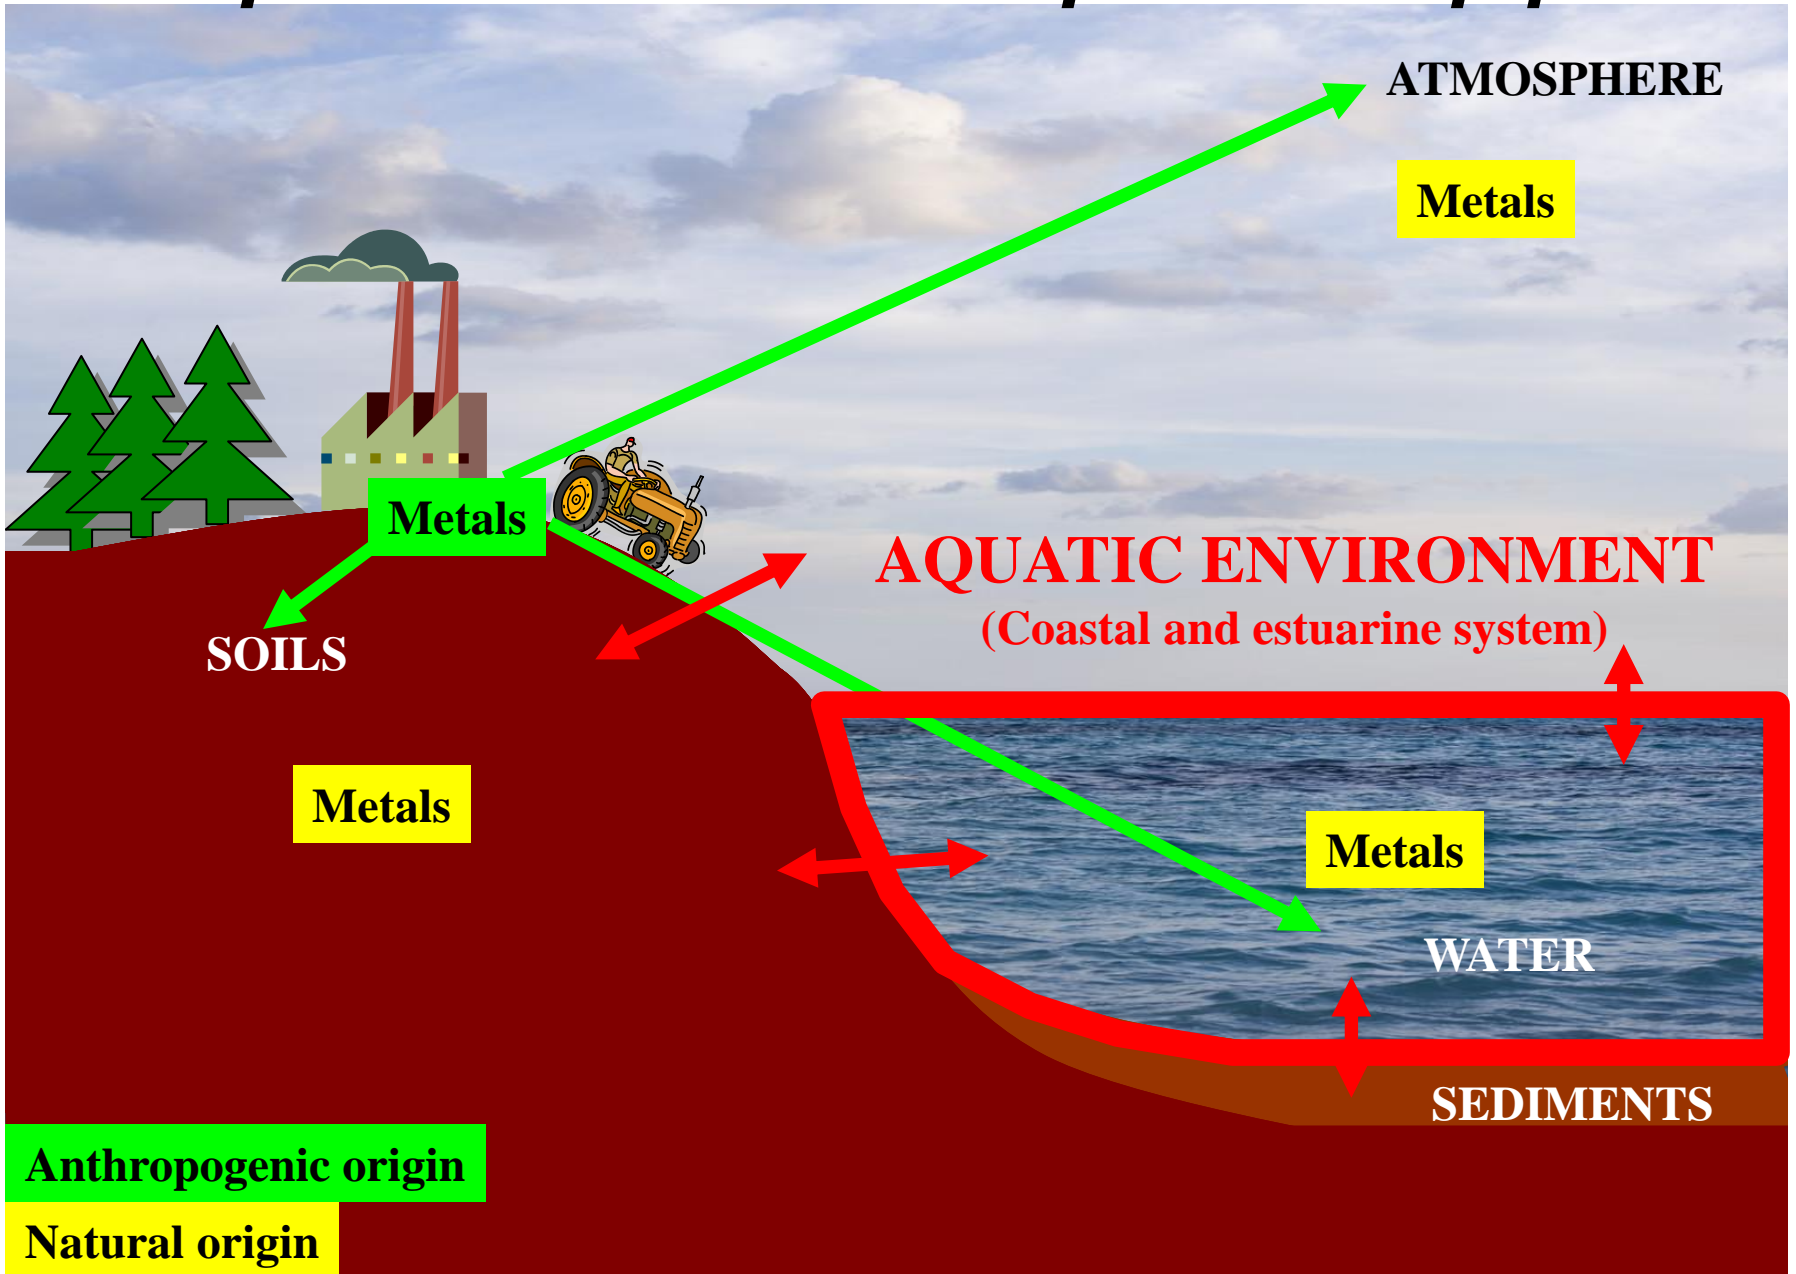 ATMOSPHERE
Metals
Metals
AQUATIC ENVIRONMENT
(Coastal and estuarine system)
SOILS
Metals
Metals
WATER
SEDIMENTS
Anthropogenic origin
Natural origin